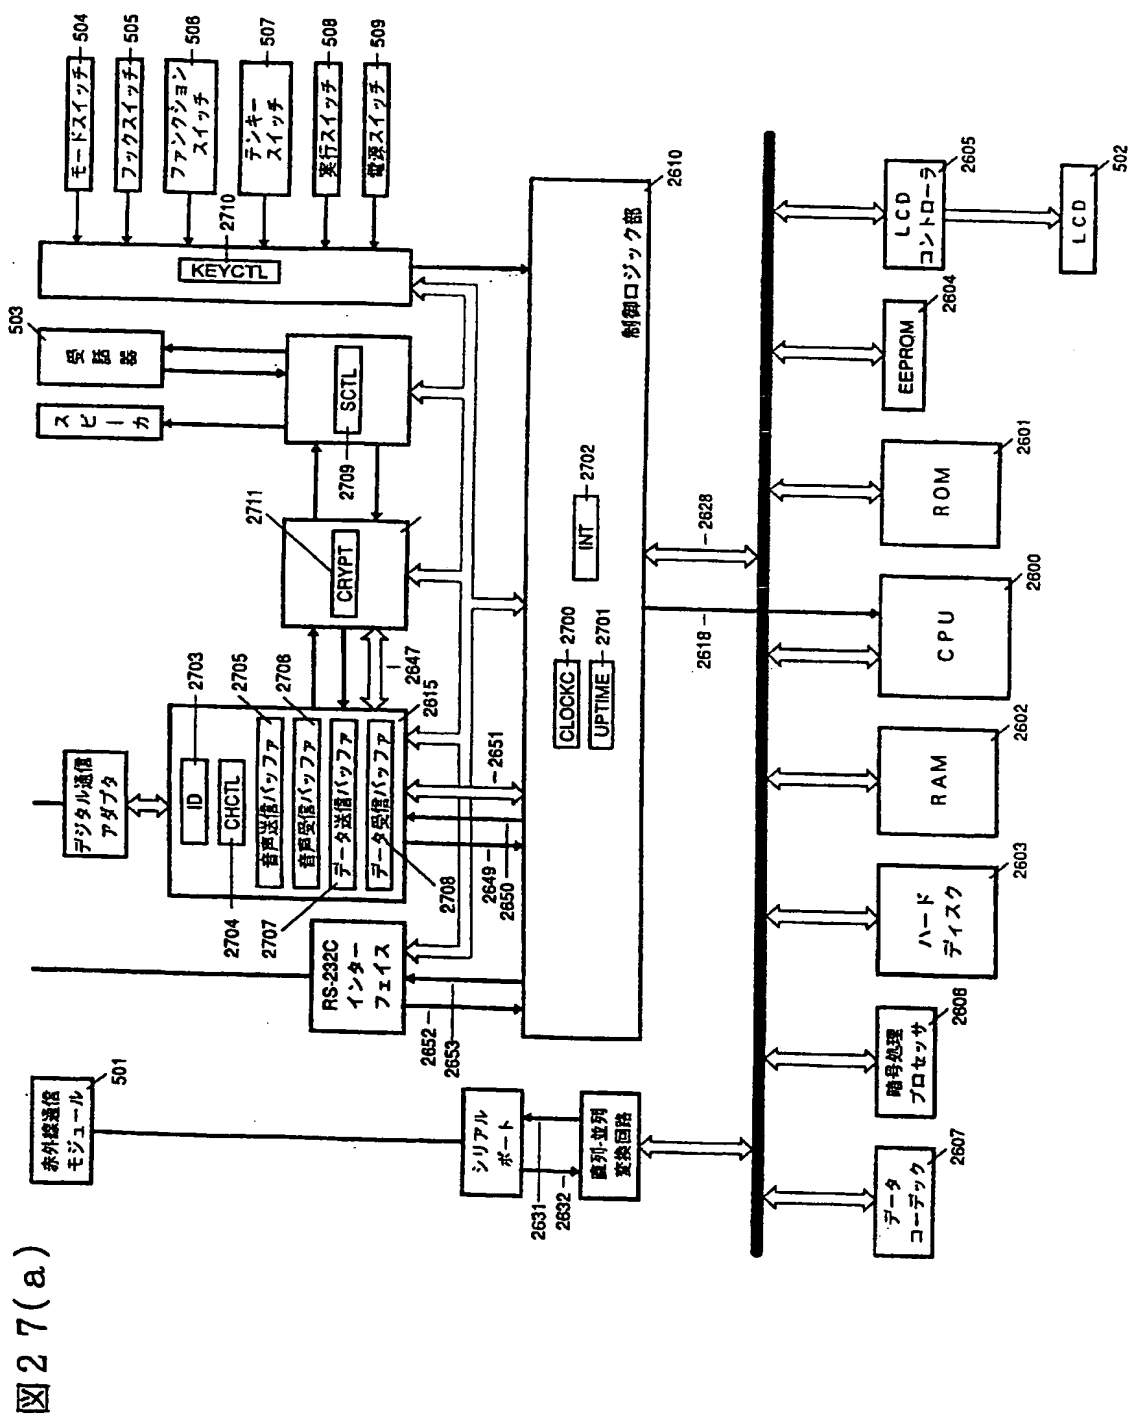 図27(a)
赤外線通信
モジュール
501
デジタル通信
アダプタ
スピーカ
受話器
503
モードスイッチ
504
フックスイッチ
505
ファンクション
スイッチ
506
テンキー
スイッチ
507
実行スイッチ
508
電源スイッチ
509
RS-232C
インター
フェイス
ID
2703
CHCTL
2704
音声送信バッファ
2705
音声受信バッファ
2706
データ送信バッファ
2707
データ受信バッファ
2708
2615
2647
CRYPT
2711
SCTL
2709
KEYCTL
2710
シリアル
ポート
2631
2632
直列-並列
変換回路
2652
2653
2649
2650
2651
CLOCKC
2700
UPTIME
2701
INT
2702
制御ロジック部
2610
2618
2628
データ
コーデック
2607
暗号処理
プロセッサ
2606
ハード
ディスク
2603
RAM
2602
CPU
2600
ROM
2601
EEPROM
2604
LCD
コントローラ
2605
LCD
502